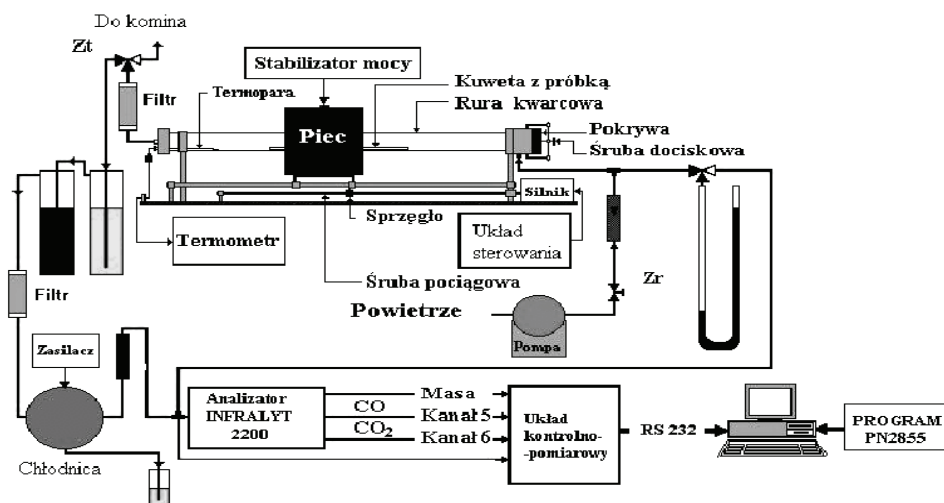 Do komina
Zt
Stabilizator mocy
Kuweta z próbką
Filtr
Termopara
Rura kwarcowa
Piec
Pokrywa
Śruba dociskowa
Silnik
Sprzęgło
Termometr
Układ
sterowania
Filtr
Śruba pociągowa
Zr
Powietrze
Pompa
Zasilacz
Analizator
INFRALYT
2200
Masa
CO
Kanał 5
CO2
Kanał 6
Układ
kontrolno-
-pomiarowy
RS 232
PROGRAM
PN2855
Chłodnica